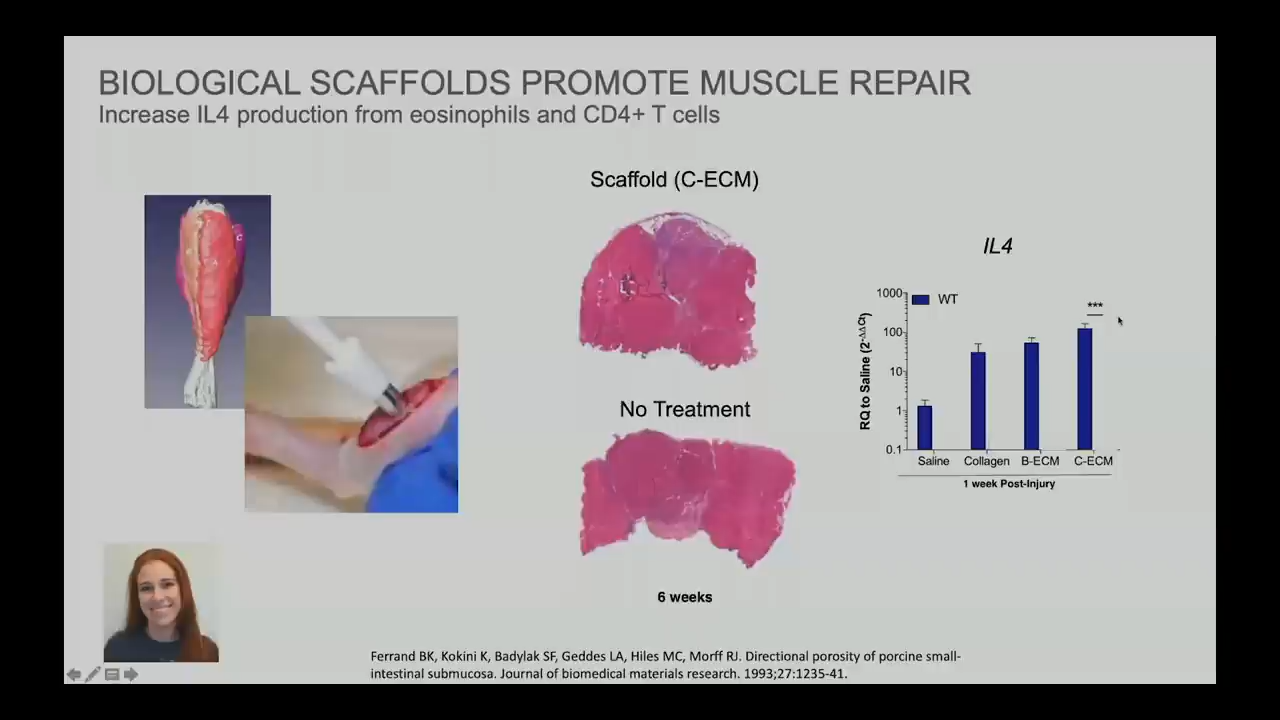 BIOLOGICAL SCAFFOLDS PROMOTE MUSCLE REPAIR
Increase IL4 production from eosinophils and CD4+ T cells
Scaffold (C-ECM)
No Treatment
6 weeks
IL4
WT
***
RQ to Saline (2-ΔΔCt)
1000
100
10
1
0.1
Saline Collagen B-ECM C-ECM
1 week Post-Injury
Ferrand BK, Kokini K, Badylak SF, Geddes LA, Hiles MC, Morff RJ. Directional porosity of porcine small-
intestinal submucosa. Journal of biomedical materials research. 1993;27:1235-41.